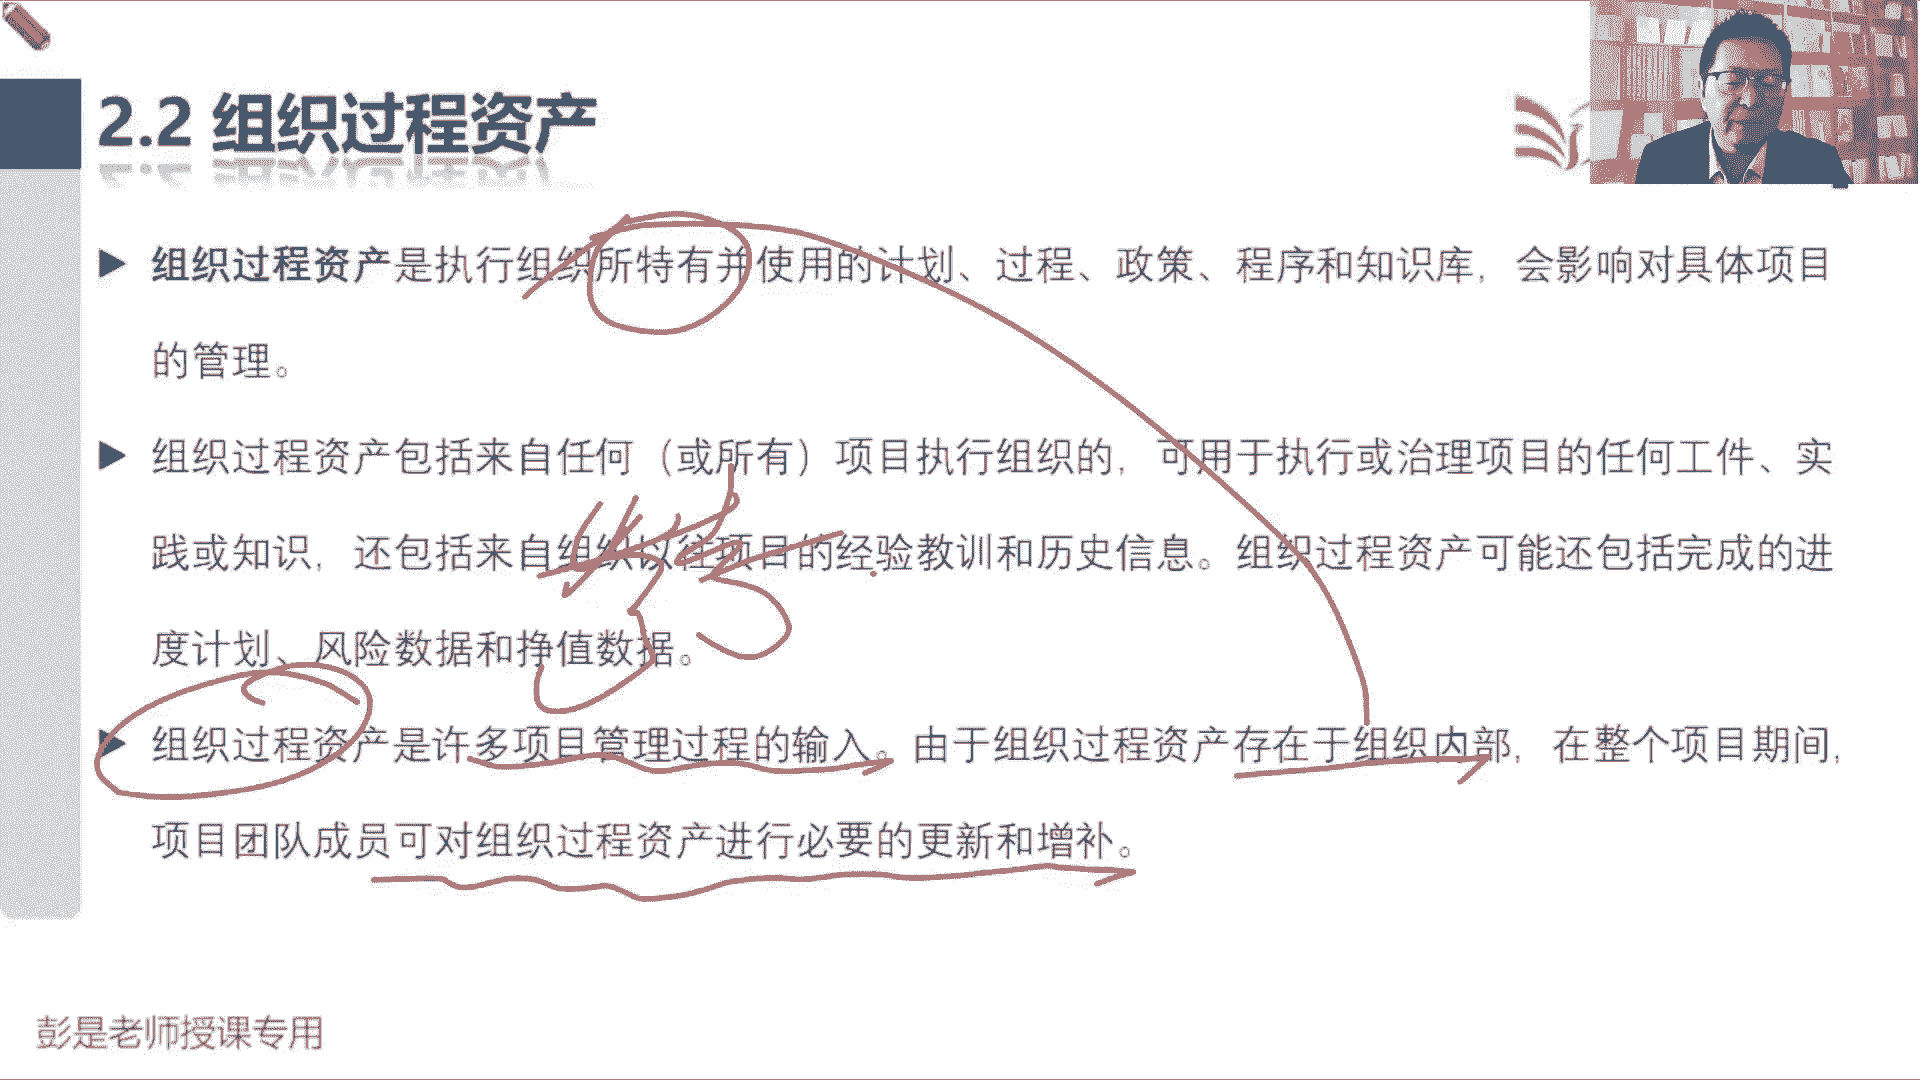 2.2 组织过程资产
组织过程资产是执行组织所特有并使用的计划、过程、政策、程序和知识库，会影响对具体项目
的管理。
组织过程资产包括来自任何（或所有）项目执行组织的，可用于执行或治理项目的任何工件、实
践或知识，还包括来自组织以往项目的经验教训和历史信息。组织过程资产可能还包括完成的进
度计划、风险数据和挣值数据。
组织过程资产是许多项目管理过程的输入。由于组织过程资产存在于组织内部，在整个项目期间，
项目团队成员可对组织过程资产进行必要的更新和增补。
彭是老师授课专用